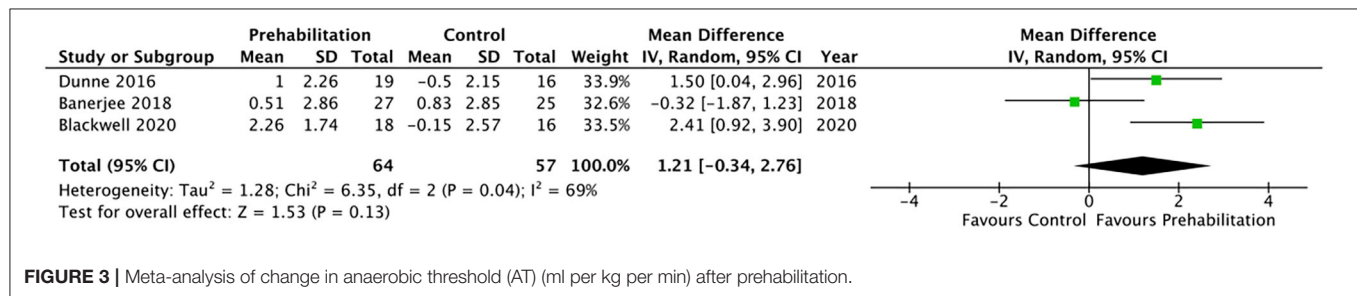 Prehabilitation Control Mean Difference Mean Difference
Study or Subgroup Mean SD Total Mean SD Total Weight IV, Random, 95% CI Year IV, Random, 95% CI
Dunne 2016 1 2.26 19 -0.5 2.15 16 33.9% 1.50 [0.04, 2.96] 2016
Banerjee 2018 0.51 2.86 27 0.83 2.85 25 32.6% -0.32 [-1.87, 1.23] 2018
Blackwell 2020 2.26 1.74 18 -0.15 2.57 16 33.5% 2.41 [0.92, 3.90] 2020
Total (95% CI) 64 57 100.0% 1.21 [-0.34, 2.76]
Heterogeneity: Tau² = 1.28; Chi² = 6.35, df = 2 (P = 0.04); I² = 69%
Test for overall effect: Z = 1.53 (P = 0.13)
-4 -2 0 2 4
Favours Control Favours Prehabilitation
FIGURE 3 | Meta-analysis of change in anaerobic threshold (AT) (ml per kg per min) after prehabilitation.